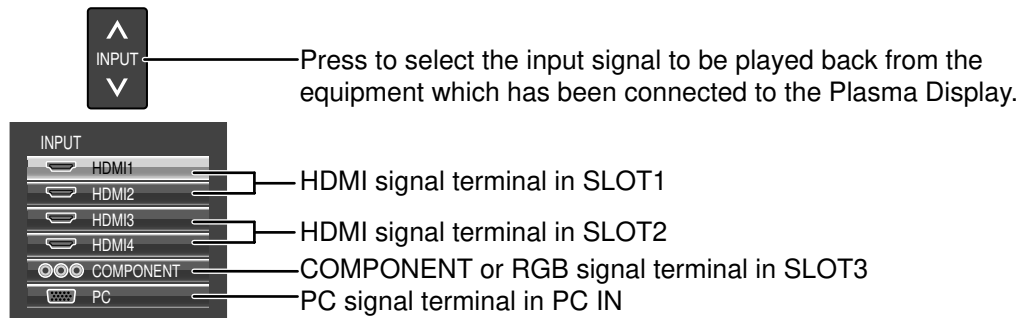 INPUT
Press to select the input signal to be played back from the
equipment which has been connected to the Plasma Display.
INPUT
HDMI1
HDMI2
HDMI signal terminal in SLOT1
HDMI3
HDMI4
HDMI signal terminal in SLOT2
COMPONENT
COMPONENT or RGB signal terminal in SLOT3
PC
PC signal terminal in PC IN